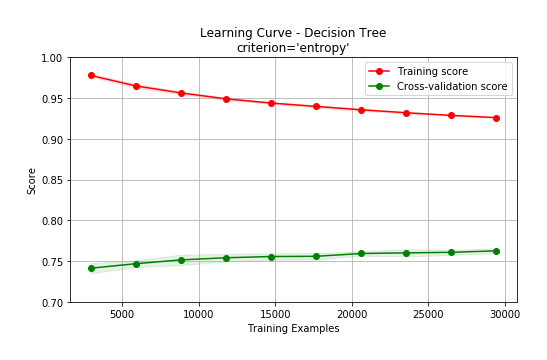 Learning Curve - Decision Tree
criterion='entropy'
Training score
Cross-validation score
Score
1.00
0.95
0.90
0.85
0.80
0.75
0.70
5000
10000
15000
20000
25000
30000
Training Examples